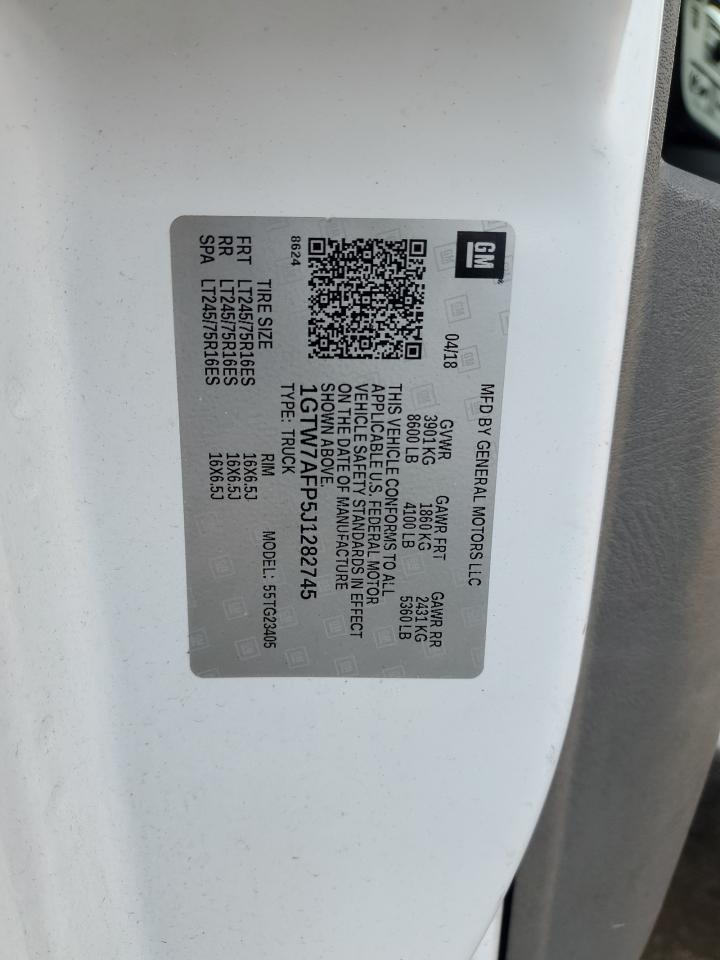 GM
MFD BY GENERAL MOTORS LLC
04/18
GVWR GAWR FRT GAWR RR
3901 KG 1860 KG 2431 KG
8600 LB 4100 LB 5360 LB
THIS VEHICLE CONFORMS TO ALL
APPLICABLE U.S. FEDERAL MOTOR
VEHICLE SAFETY STANDARDS IN EFFECT
ON THE DATE OF MANUFACTURE
SHOWN ABOVE.
1GTW7AFP5J1282745
8624
TYPE: TRUCK MODEL: 55TG23405
TIRE SIZE RIM
FRT LT245/75R16ES 16X6.5J
RR LT245/75R16ES 16X6.5J
SPA LT245/75R16ES 16X6.5J